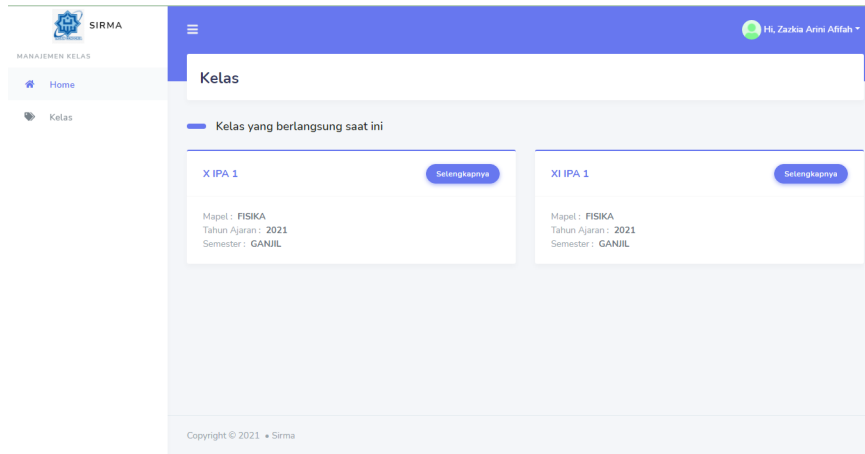 SIRMA
Hi, Zazkia Arini Afifah
MANAJEMEN KELAS
Home
Kelas
Kelas
Kelas yang berlangsung saat ini
X IPA 1
Selengkapnya
Mapel : FISIKA
Tahun Ajaran : 2021
Semester : GANJIL
XI IPA 1
Selengkapnya
Mapel : FISIKA
Tahun Ajaran : 2021
Semester : GANJIL
Copyright © 2021 • Sirma